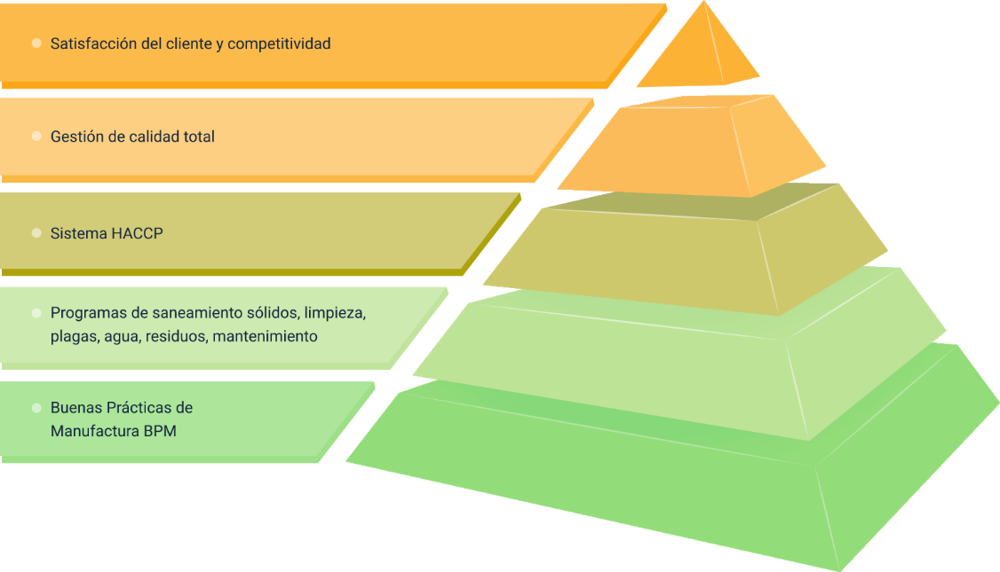 Satisfacción del cliente y competitividad
Gestión de calidad total
Sistema HACCP
Programas de saneamiento sólidos, limpieza,
plagas, agua, residuos, mantenimiento
Buenas Prácticas de
Manufactura BPM